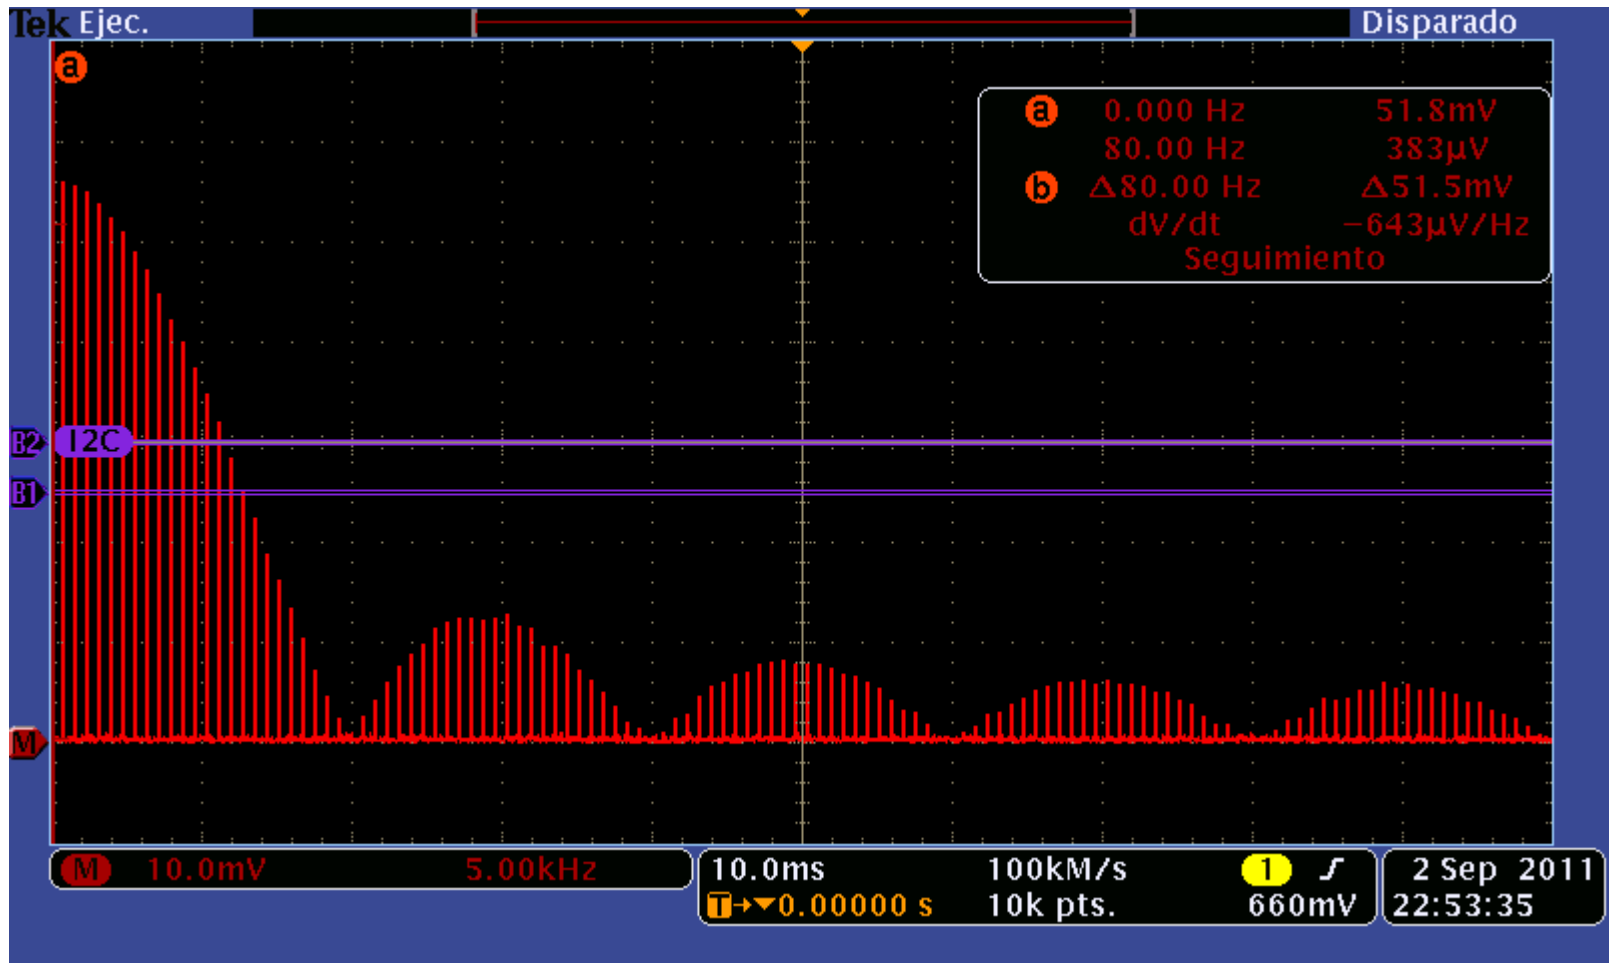 Tek Ejec. Disparado
a
a 0.000 Hz 51.8mV
80.00 Hz 383µV
b Δ80.00 Hz Δ51.5mV
dV/dt −643µV/Hz
Seguimiento
B2 I2C
B1
M
M 10.0mV 5.00kHz
10.0ms 100kM/s 1
T→▼0.00000 s 10k pts. 660mV
2 Sep 2011
22:53:35